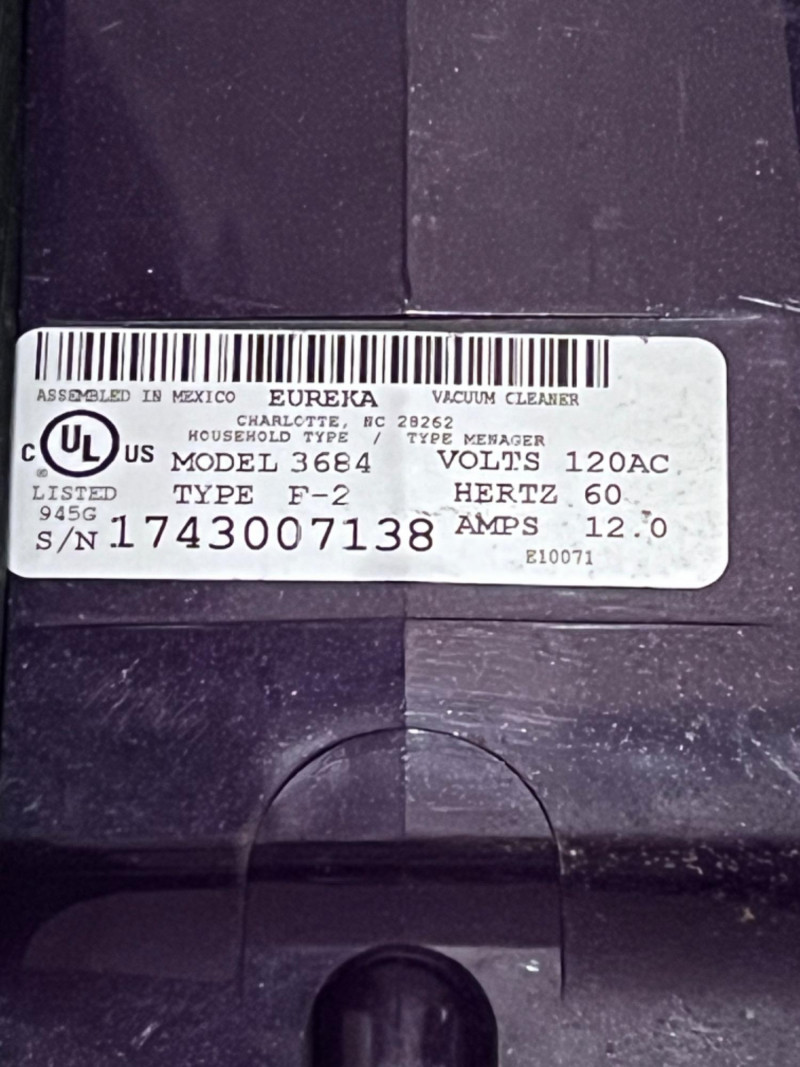 ASSEMBLED IN MEXICO EUREKA VACUUM CLEANER
CHARLOTTE, NC 28262
HOUSEHOLD TYPE / TYPE MENAGER
C UL US
®
MODEL 3684 VOLTS 120AC
LISTED TYPE F-2 HERTZ 60
945G
S/N 1743007138 AMPS 12.0
E10071